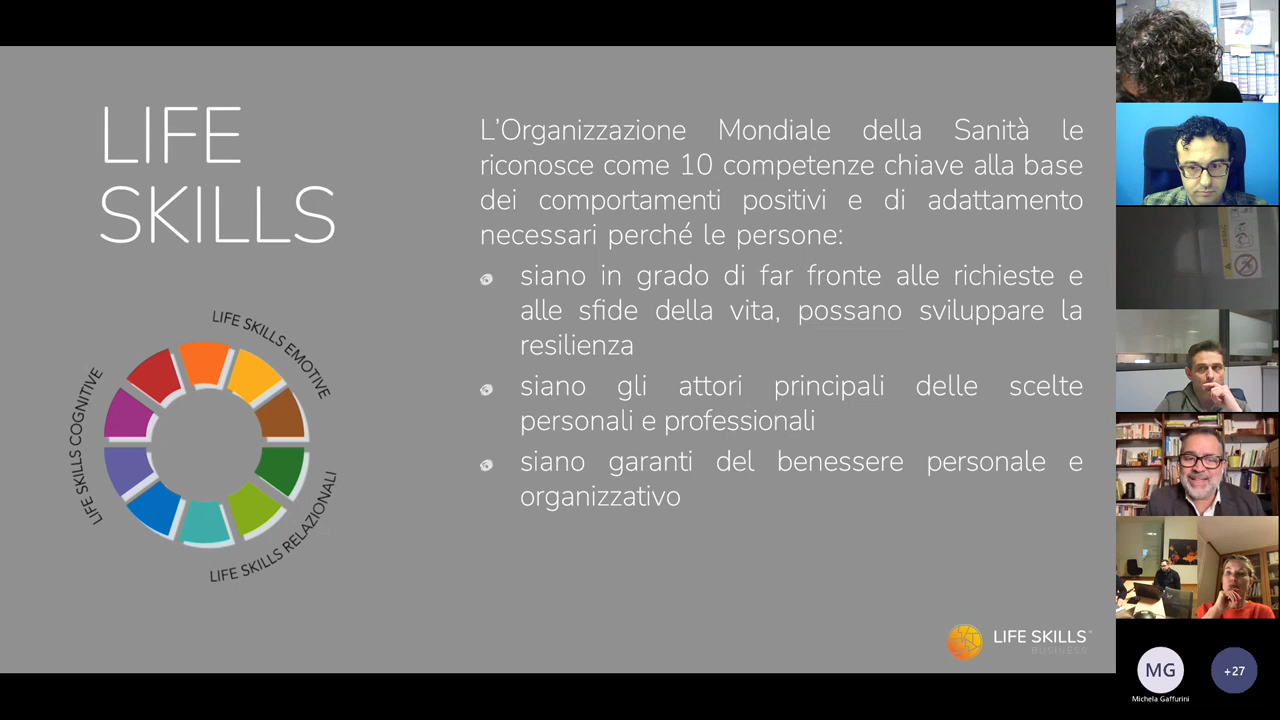 LIFE
SKILLS
L'Organizzazione Mondiale della Sanità le
riconosce come 10 competenze chiave alla base
dei comportamenti positivi e di adattamento
necessari perché le persone:
siano in grado di far fronte alle richieste e
alle sfide della vita, possano sviluppare la
resilienza
siano gli attori principali delle scelte
personali e professionali
siano garanti del benessere personale e
organizzativo
LIFE SKILLS EMOTIVE
LIFE SKILLS COGNITIVE
LIFE SKILLS RELAZIONALI
LIFE SKILLS®
BUSINESS
MG
Michela Gaffurini
+27